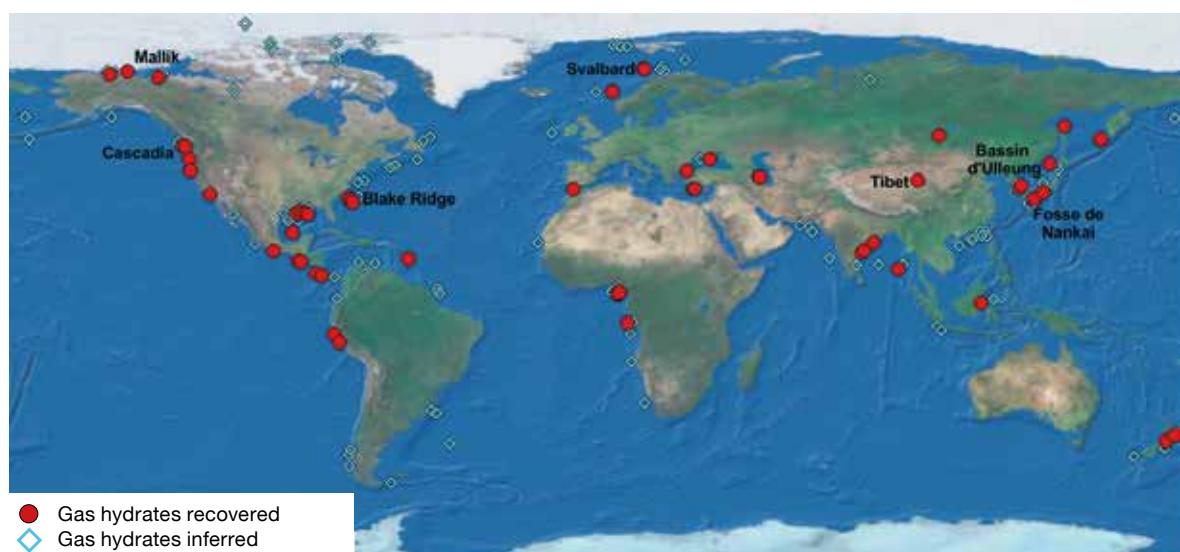 Mallik
Svalbard
Cascadia
Bassin
d'Ulleung
Tibet
Blake Ridge
Fosse de
Nankai
Gas hydrates recovered
Gas hydrates inferred